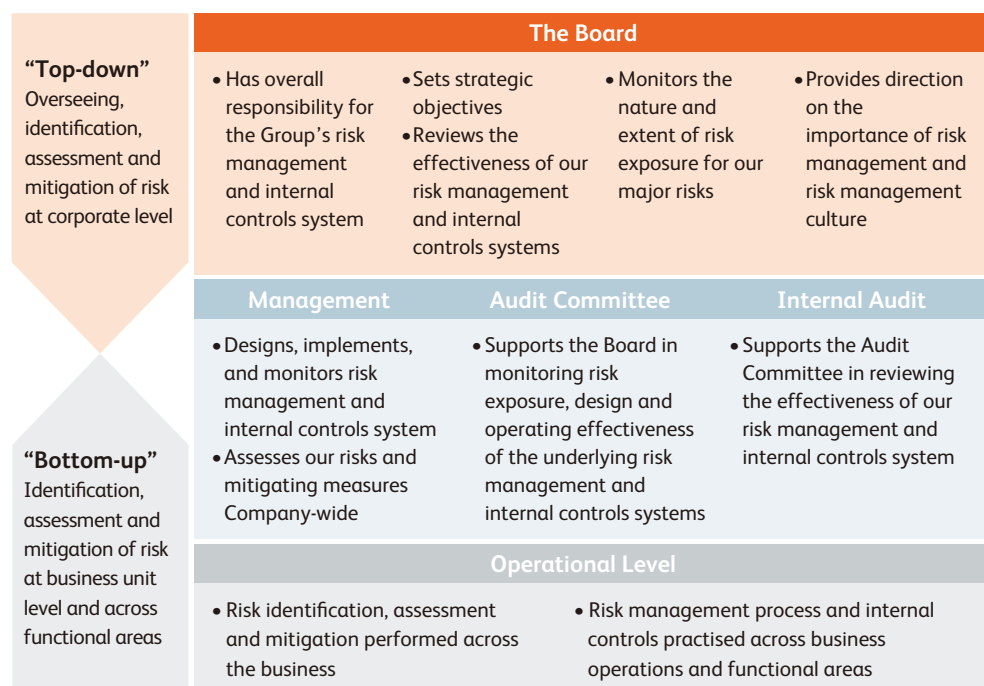 “Top-down”
Overseeing,
identification,
assessment and
mitigation of risk
at corporate level
The Board
• Has overall
responsibility for
the Group’s risk
management
and internal
controls system
• Sets strategic
objectives
• Reviews the
effectiveness of our
risk management
and internal
controls systems
• Monitors the
nature and
extent of risk
exposure for our
major risks
• Provides direction
on the
importance of risk
management and
risk management
culture
Management
• Designs, implements,
and monitors risk
management and
internal controls system
• Assesses our risks and
mitigating measures
Company-wide
Audit Committee
• Supports the Board in
monitoring risk
exposure, design and
operating effectiveness
of the underlying risk
management and
internal controls systems
Internal Audit
• Supports the Audit
Committee in reviewing
the effectiveness of our
risk management and
internal controls system
“Bottom-up”
Identification,
assessment and
mitigation of risk
at business unit
level and across
functional areas
Operational Level
• Risk identification, assessment
and mitigation performed across
the business
• Risk management process and internal
controls practised across business
operations and functional areas